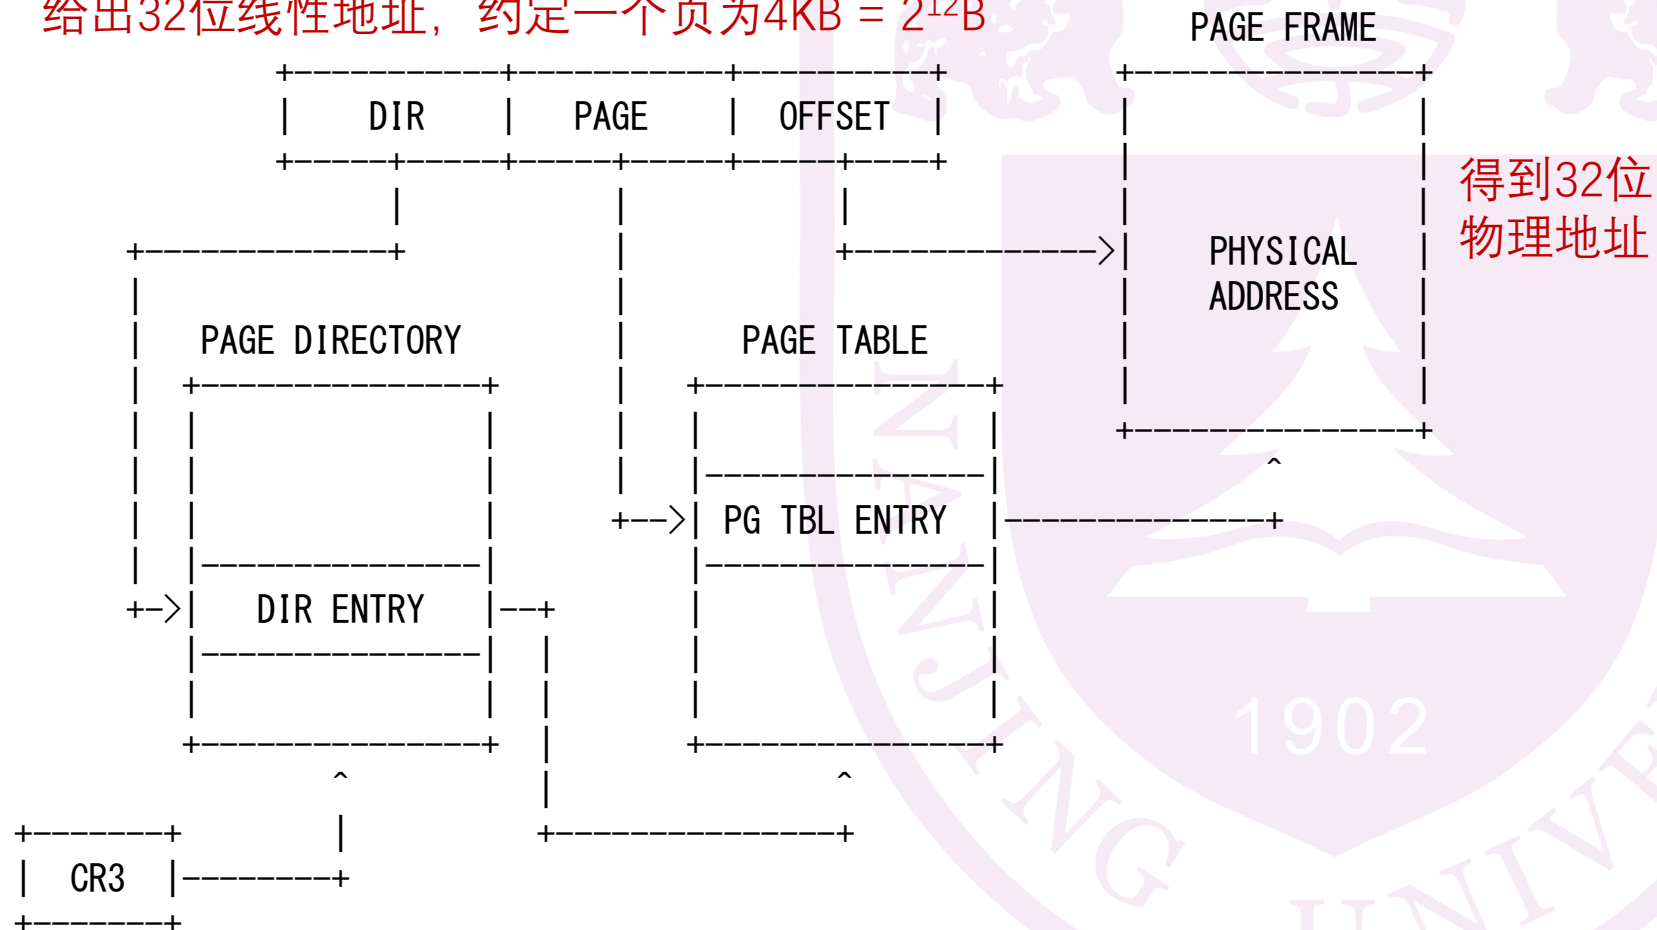 给出32位线性地址，约定一个页为4KB = 2¹²B
PAGE FRAME
DIR PAGE OFFSET
得到32位
物理地址
PHYSICAL
ADDRESS
PAGE DIRECTORY PAGE TABLE
PG TBL ENTRY
DIR ENTRY
CR3
NANJING UNIVE
1902